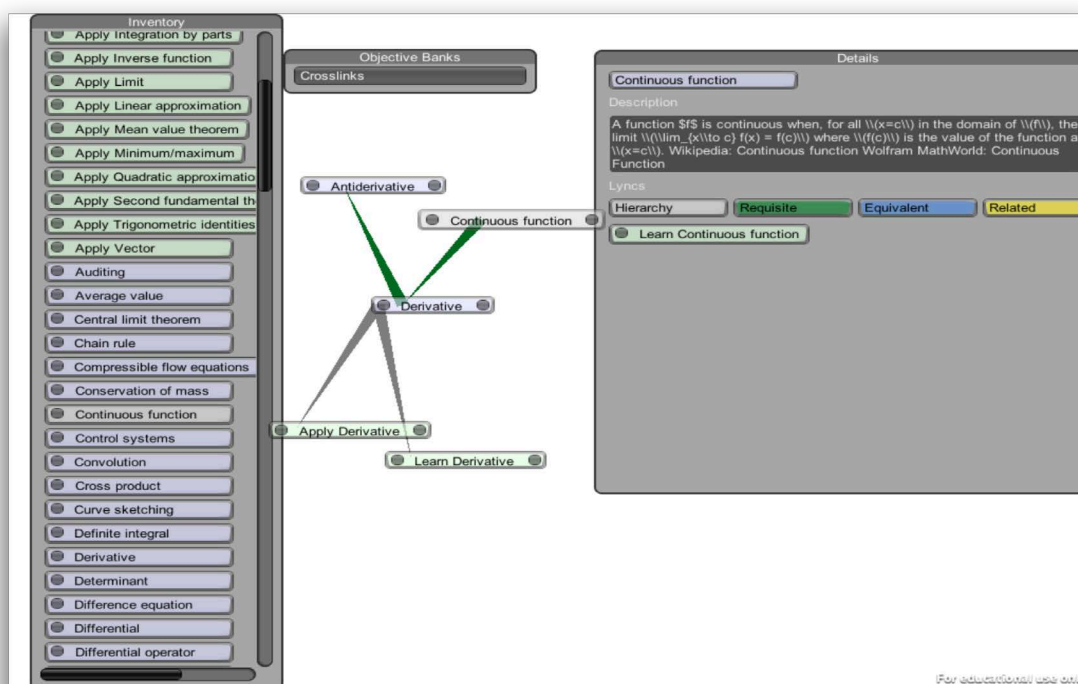 Inventory
Apply Integration by parts
Apply Inverse function
Apply Limit
Apply Linear approximation
Apply Mean value theorem
Apply Minimum/maximum
Apply Quadratic approximatio
Apply Second fundamental th
Apply Trigonometric identities
Apply Vector
Auditing
Average value
Central limit theorem
Chain rule
Compressible flow equations
Conservation of mass
Continuous function
Control systems
Convolution
Cross product
Curve sketching
Definite integral
Derivative
Determinant
Difference equation
Differential
Differential operator
Objective Banks
Crosslinks
Antiderivative
Continuous function
Derivative
Apply Derivative
Learn Derivative
Details
Continuous function
Description
A function $f$ is continuous when, for all \\(x=c\\) in the domain of \\(f\\), the
limit \\(\\lim_{x\\to c} f(x) = f(c)\\) where \\(f(c)\\) is the value of the function a
\\(x=c\\). Wikipedia: Continuous function Wolfram MathWorld: Continuous
Function
Lyncs
Hierarchy Requisite Equivalent Related
Learn Continuous function
For educational use onl